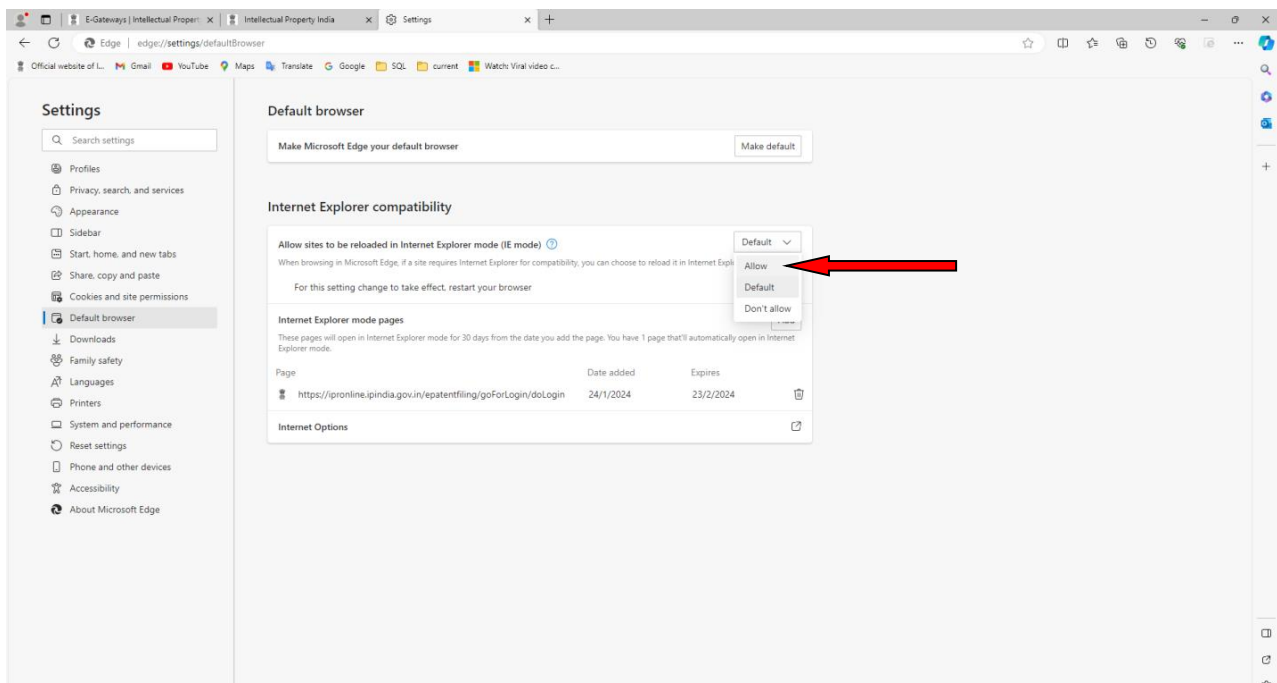 E-Gateways | Intellectual Propert
Intellectual Property India
Settings
Edge
edge://settings/defaultBrowser
Official website of I...
Gmail
YouTube
Maps
Translate
Google
SQL
current
Watch: Viral video c...
Settings
Search settings
Profiles
Privacy, search, and services
Appearance
Sidebar
Start, home, and new tabs
Share, copy and paste
Cookies and site permissions
Default browser
Downloads
Family safety
Languages
Printers
System and performance
Reset settings
Phone and other devices
Accessibility
About Microsoft Edge
Default browser
Make Microsoft Edge your default browser
Make default
Internet Explorer compatibility
Allow sites to be reloaded in Internet Explorer mode (IE mode)
Default
When browsing in Microsoft Edge, if a site requires Internet Explorer for compatibility, you can choose to reload it in Internet Expl
Allow
Default
Don't allow
For this setting change to take effect, restart your browser
Internet Explorer mode pages
These pages will open in Internet Explorer mode for 30 days from the date you add the page. You have 1 page that'll automatically open in Internet
Explorer mode.
Page Date added Expires
https://ipronline.ipindia.gov.in/epatentfiling/goForLogin/doLogin 24/1/2024 23/2/2024
Internet Options